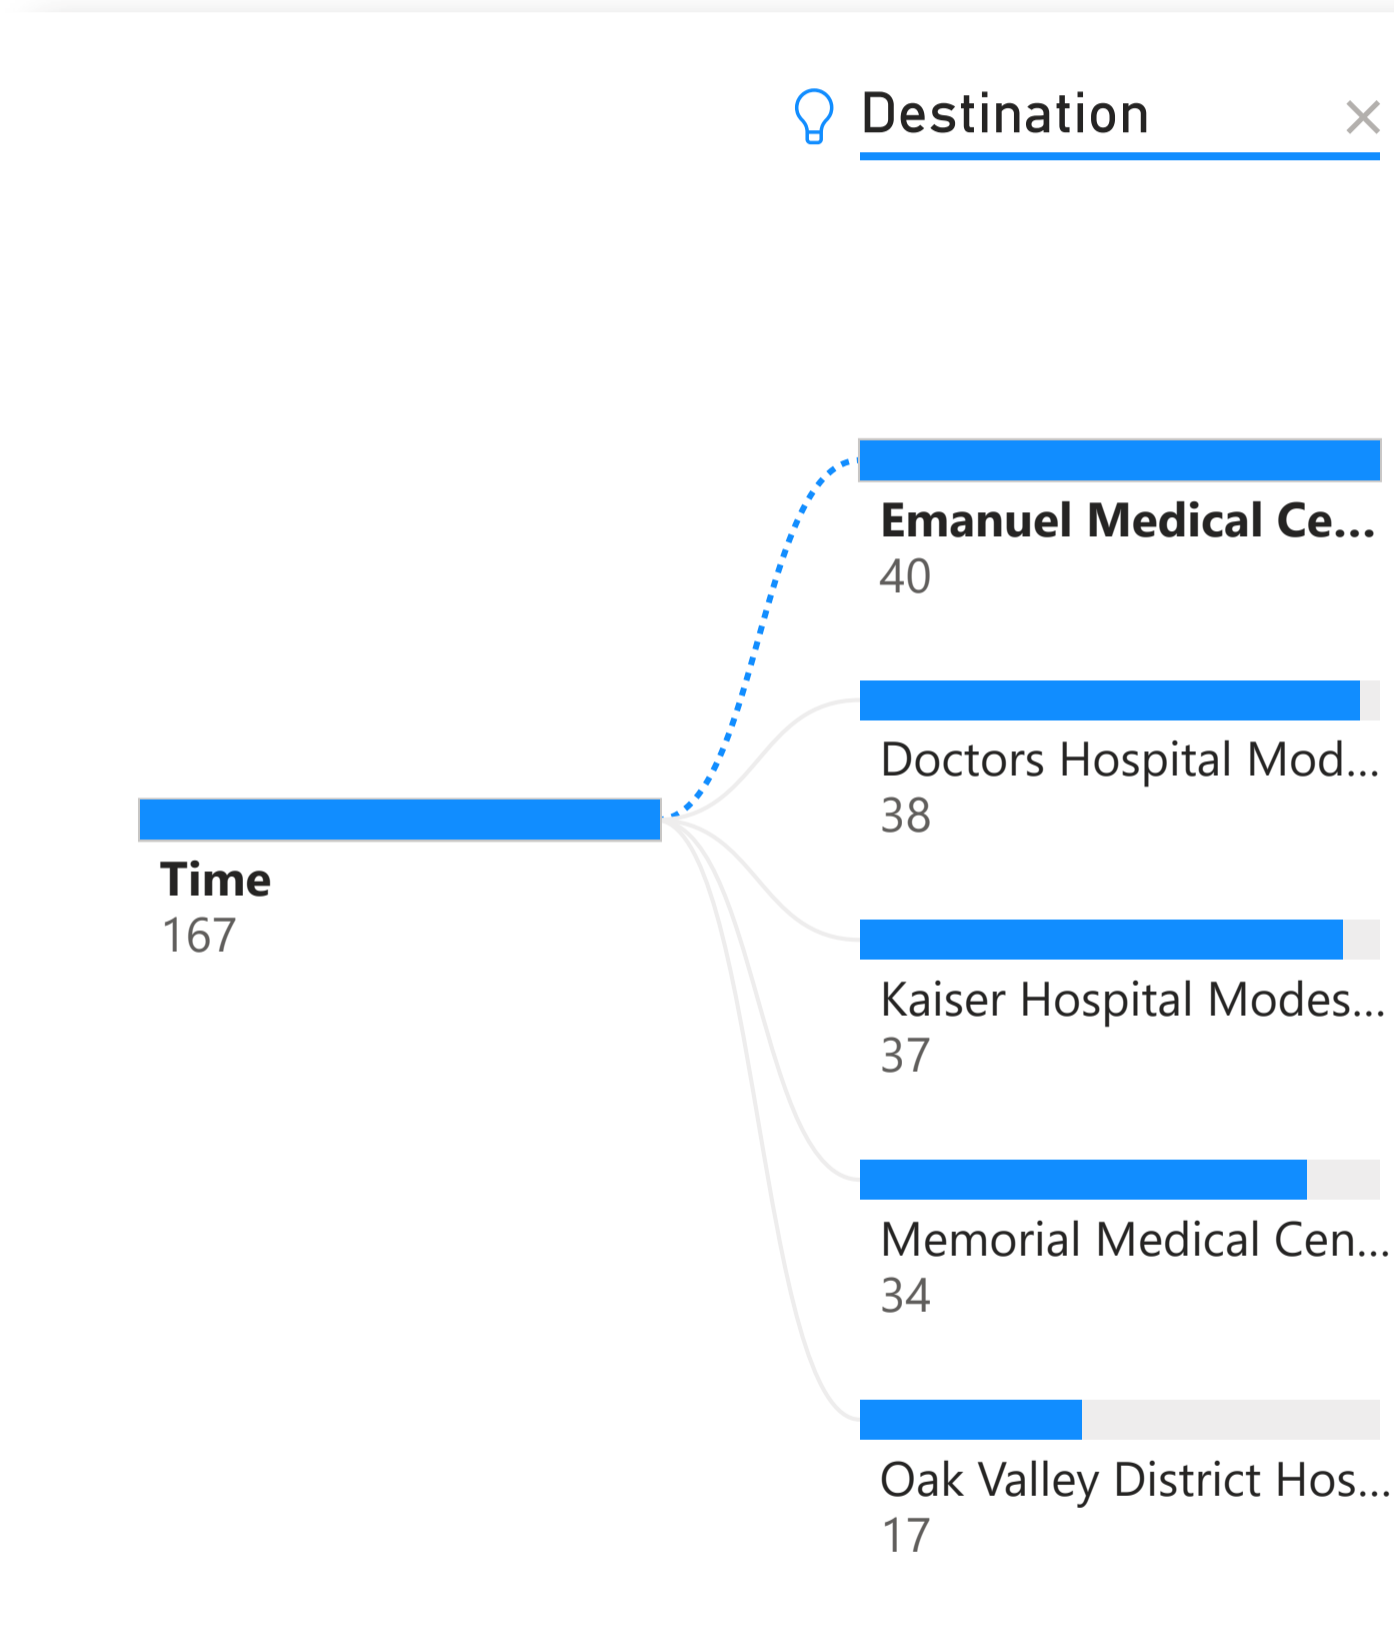 Destination
Emanuel Medical Ce...
40
Doctors Hospital Mod...
38
Time
167
Kaiser Hospital Modes...
37
Memorial Medical Cen...
34
Oak Valley District Hos...
17